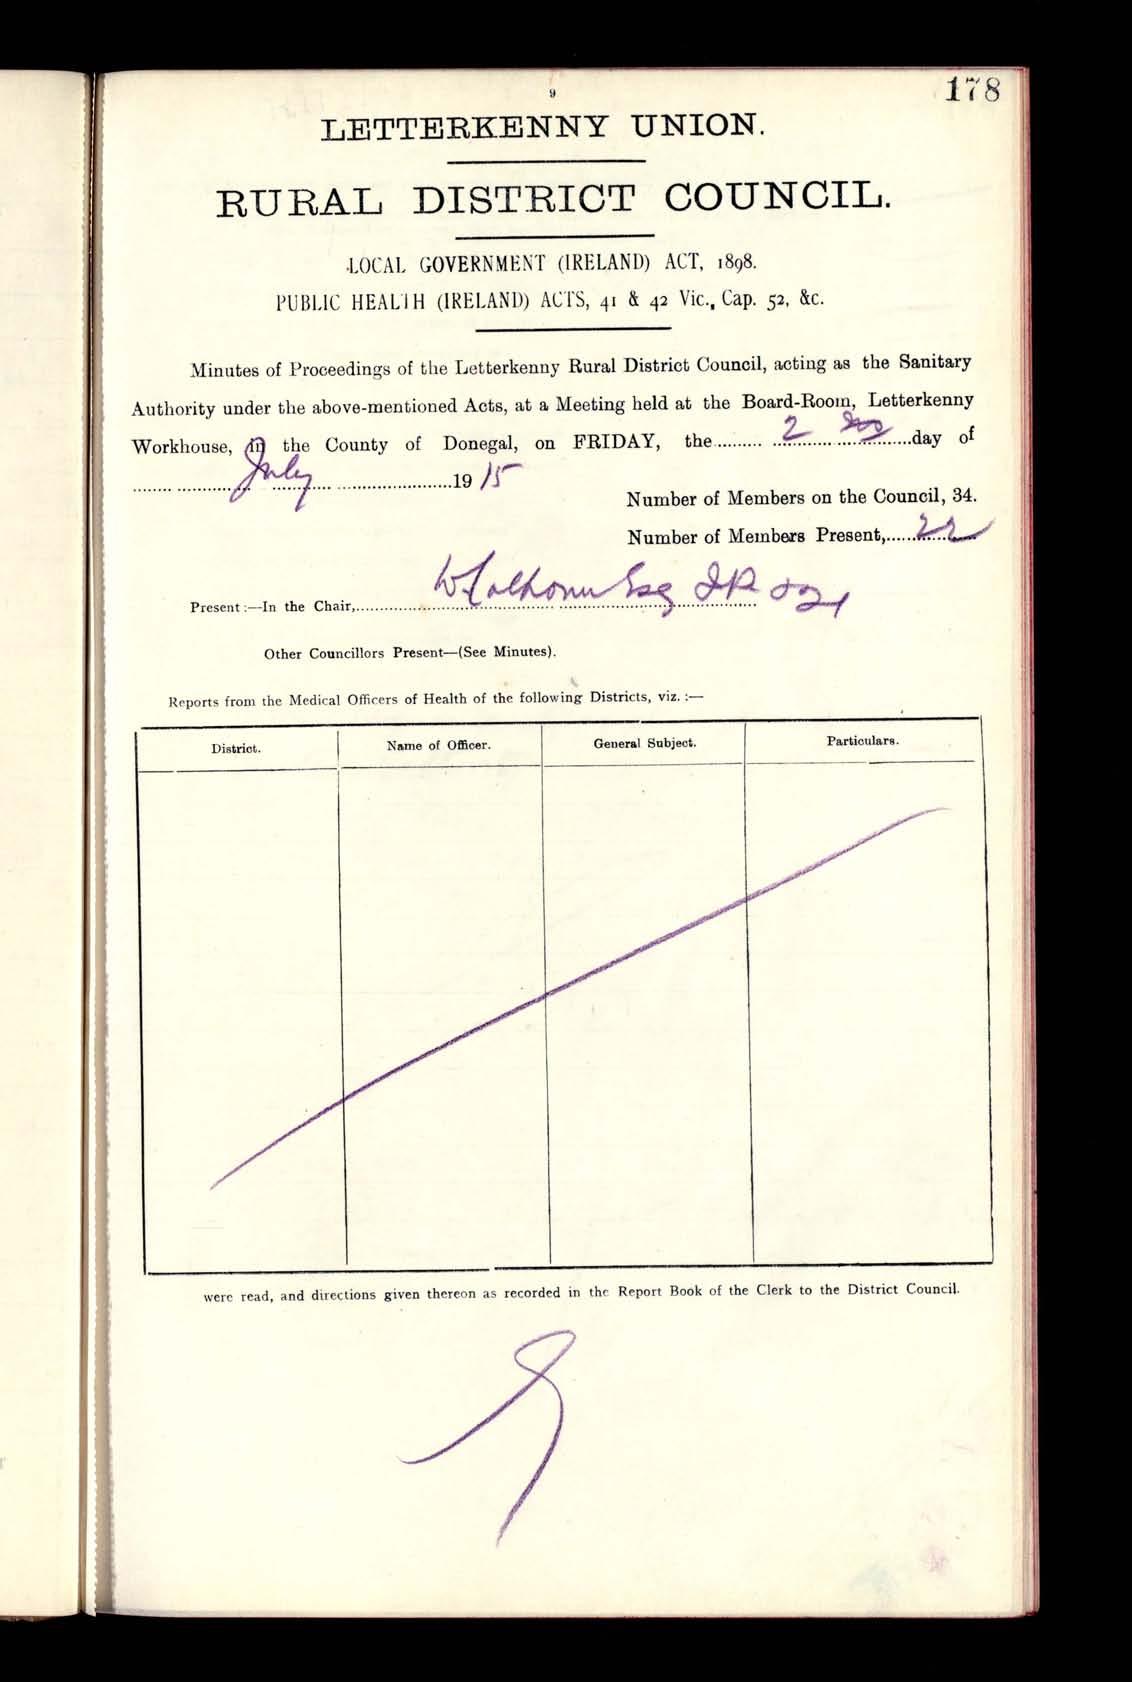 178
9
LETTERKENNY UNION.
RURAL DISTRICT COUNCIL.
LOCAL GOVERNMENT (IRELAND) ACT, 1898.
PUBLIC HEALTH (IRELAND) ACTS, 41 & 42 Vic., Cap. 52, &c.
Minutes of Proceedings of the Letterkenny Rural District Council, acting as the Sanitary
Authority under the above-mentioned Acts, at a Meeting held at the Board-Room, Letterkenny
Workhouse, in the County of Donegal, on FRIDAY, the 2 day of
July 1915
Number of Members on the Council, 34.
Number of Members Present, 22
Present :—In the Chair, W Calhoun Esq JP
Other Councillors Present—(See Minutes).
Reports from the Medical Officers of Health of the following Districts, viz. :—
District. Name of Officer. General Subject. Particulars.
were read, and directions given thereon as recorded in the Report Book of the Clerk to the District Council.